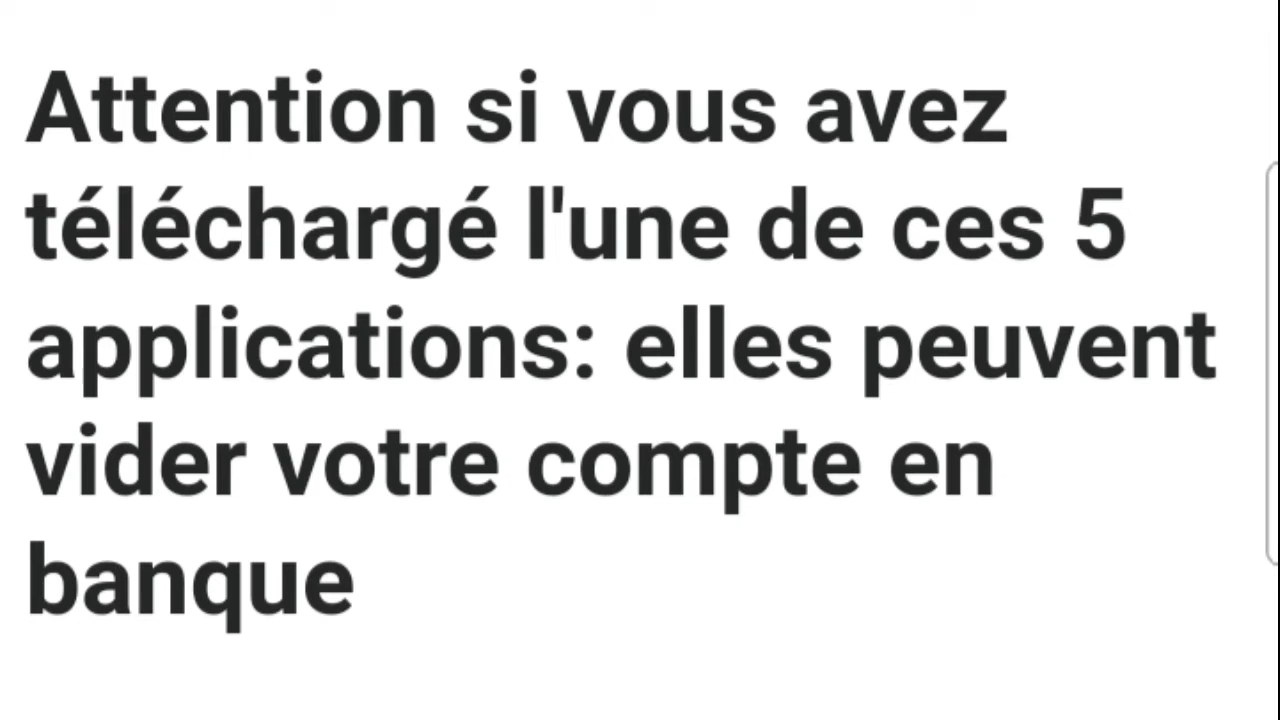 Attention si vous avez
téléchargé l'une de ces 5
applications: elles peuvent
vider votre compte en
banque